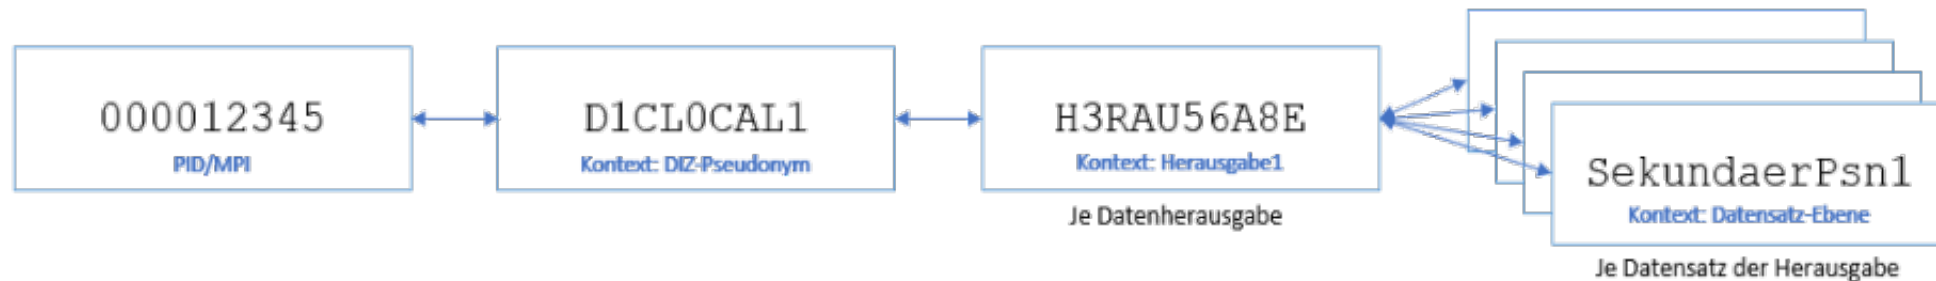 000012345
PID/MPI
D1CL0CAL1
Kontext: DIZ-Pseudonym
H3RAU56A8E
Kontext: Herausgabe1
Je Datenherausgabe
SekundaerPsn1
Kontext: Datensatz-Ebene
Je Datensatz der Herausgabe